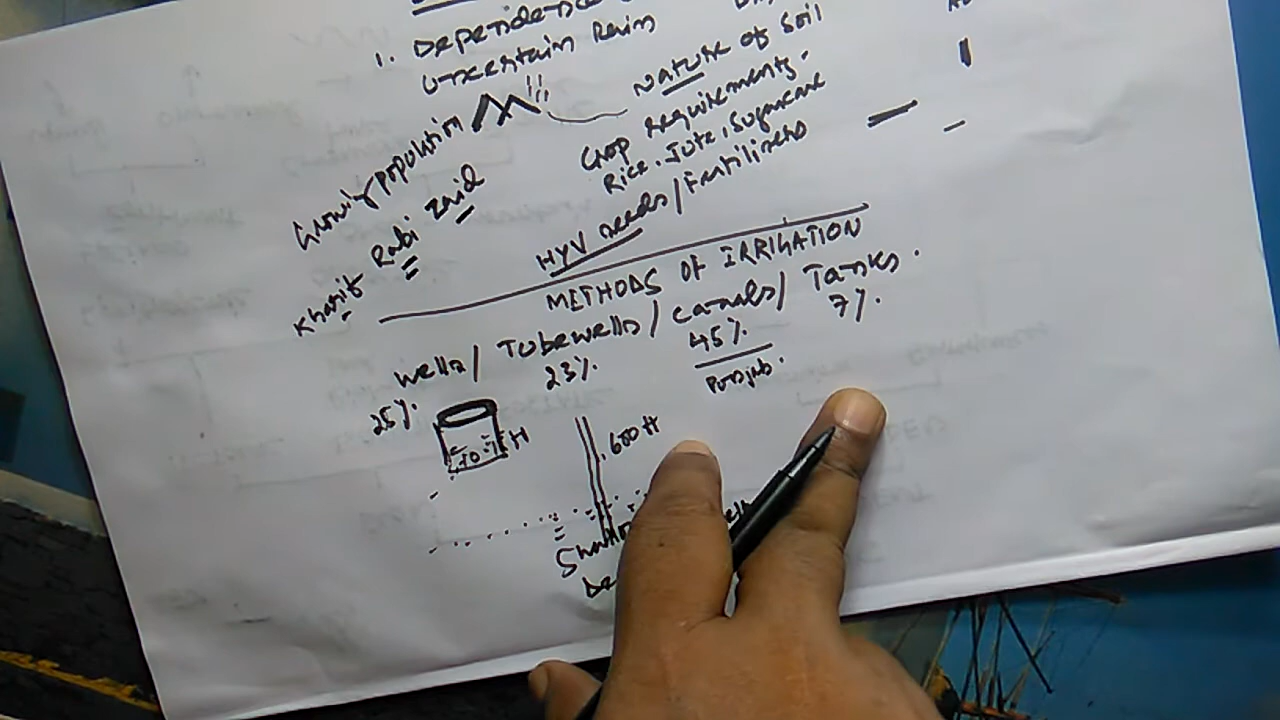 1. Dependence
Uncertain Rain
Nature of Soil
Growing population
Crop requirements.
Rice, Jute, Sugarcane
HYV seeds/Fertilizers
Kharif Rabi Zaid
METHODS OF IRRIGATION
Wells/ Tubewells/ canals/ Tanks.
25% 23% 45% 7%.
Punjab.
600 ft